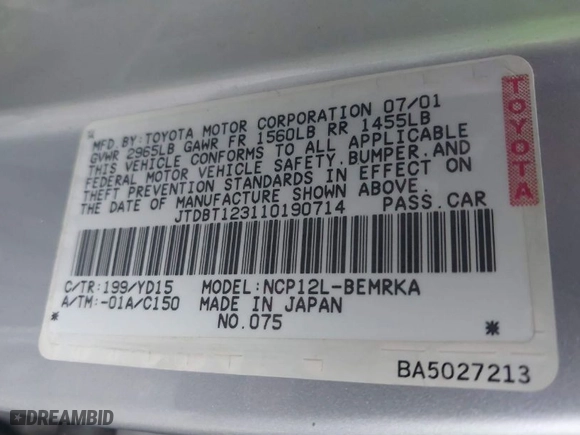 MFD BY:TOYOTA MOTOR CORPORATION 07/01
GVWR 2965LB GAWR FR 1560LB RR 1455LB
THIS VEHICLE CONFORMS TO ALL APPLICABLE
FEDERAL MOTOR VEHICLE SAFETY,BUMPER,AND
THEFT PREVENTION STANDARDS IN EFFECT ON
THE DATE OF MANUFACTURE SHOWN ABOVE.
JTDBT123110190714 PASS.CAR
TOYOTA
C/TR:199/YD15 MODEL:NCP12L-BEMRKA
A/TM:-01A/C150 MADE IN JAPAN
NO.075
BA5027213
DREAMBID